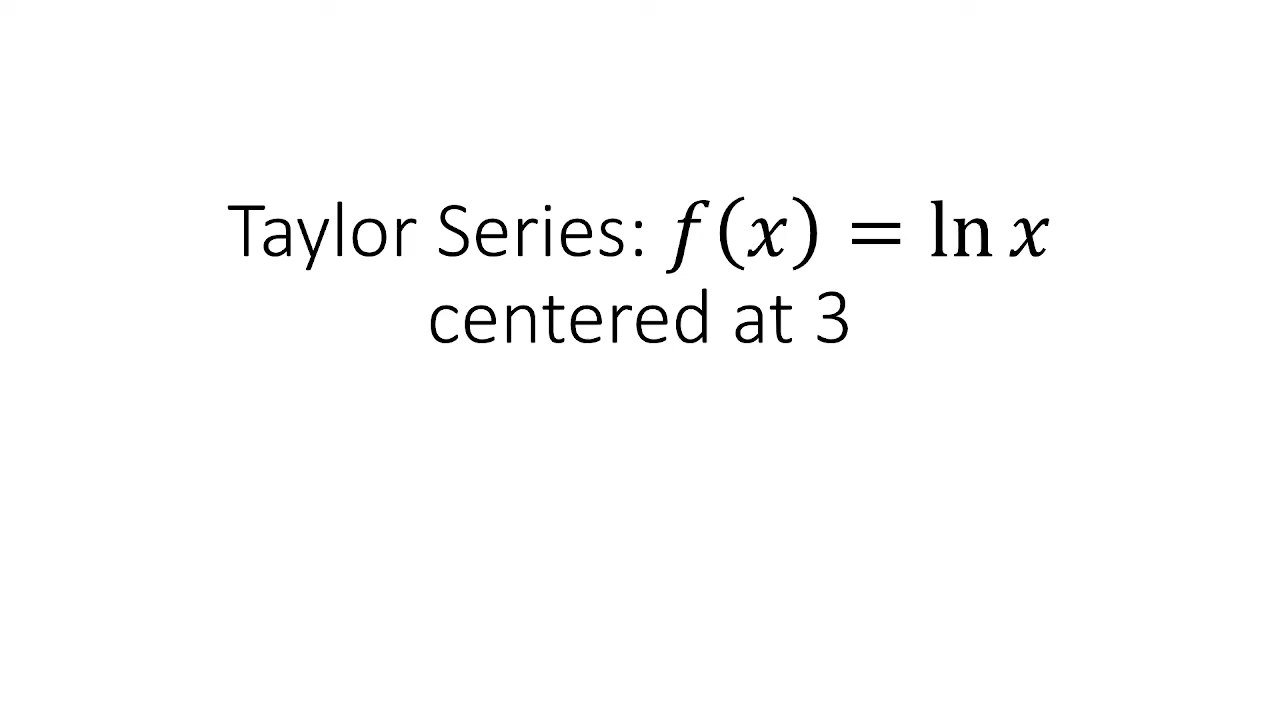 Taylor Series: f(x) = ln x
centered at 3